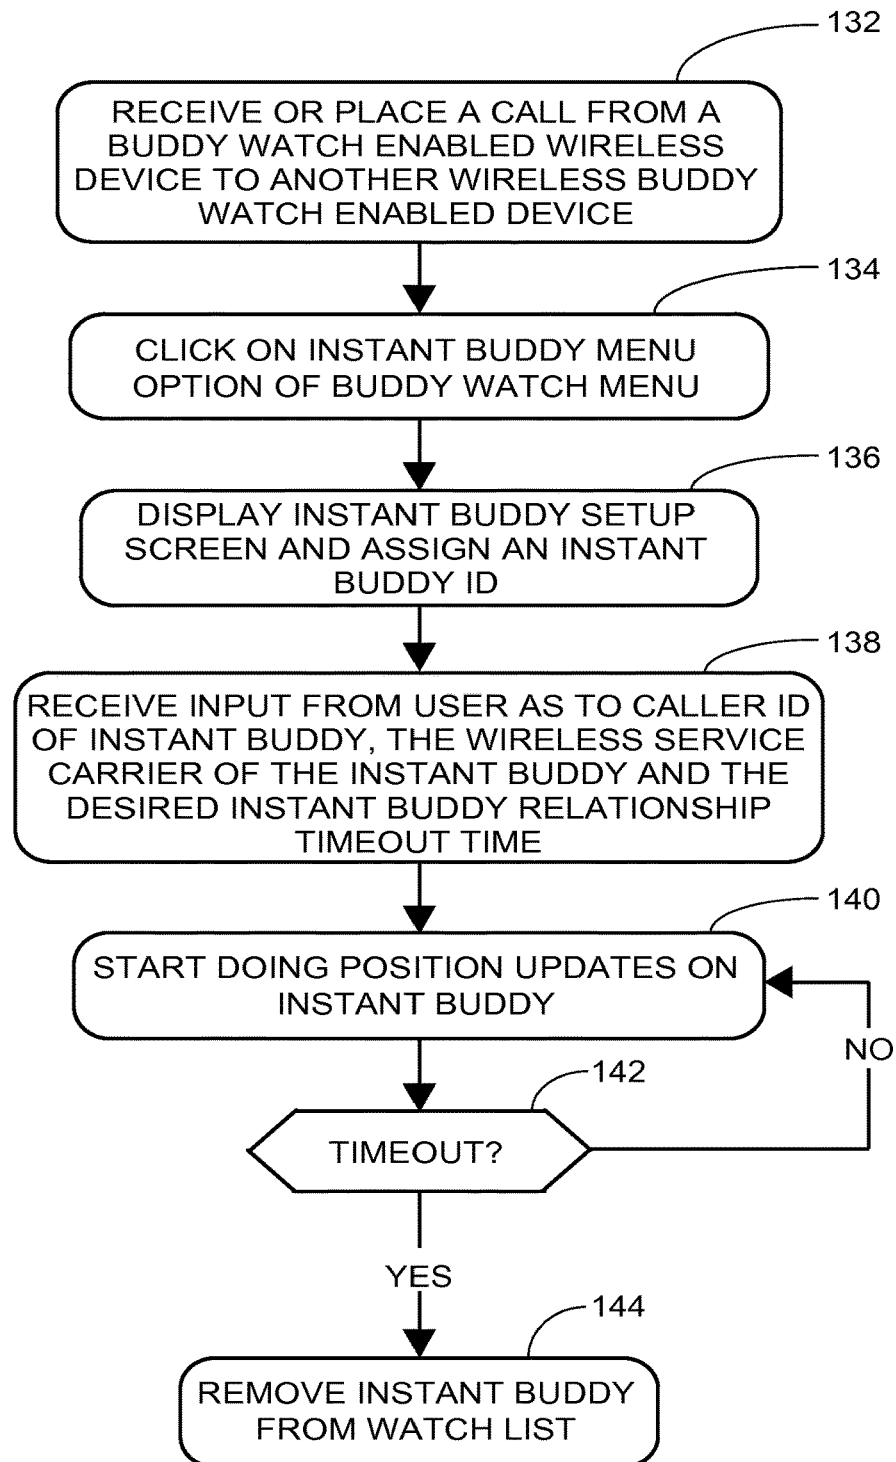 132
RECEIVE OR PLACE A CALL FROM A
BUDDY WATCH ENABLED WIRELESS
DEVICE TO ANOTHER WIRELESS BUDDY
WATCH ENABLED DEVICE
134
CLICK ON INSTANT BUDDY MENU
OPTION OF BUDDY WATCH MENU
136
DISPLAY INSTANT BUDDY SETUP
SCREEN AND ASSIGN AN INSTANT
BUDDY ID
138
RECEIVE INPUT FROM USER AS TO CALLER ID
OF INSTANT BUDDY, THE WIRELESS SERVICE
CARRIER OF THE INSTANT BUDDY AND THE
DESIRED INSTANT BUDDY RELATIONSHIP
TIMEOUT TIME
140
START DOING POSITION UPDATES ON
INSTANT BUDDY
NO
142
TIMEOUT?
YES
144
REMOVE INSTANT BUDDY
FROM WATCH LIST